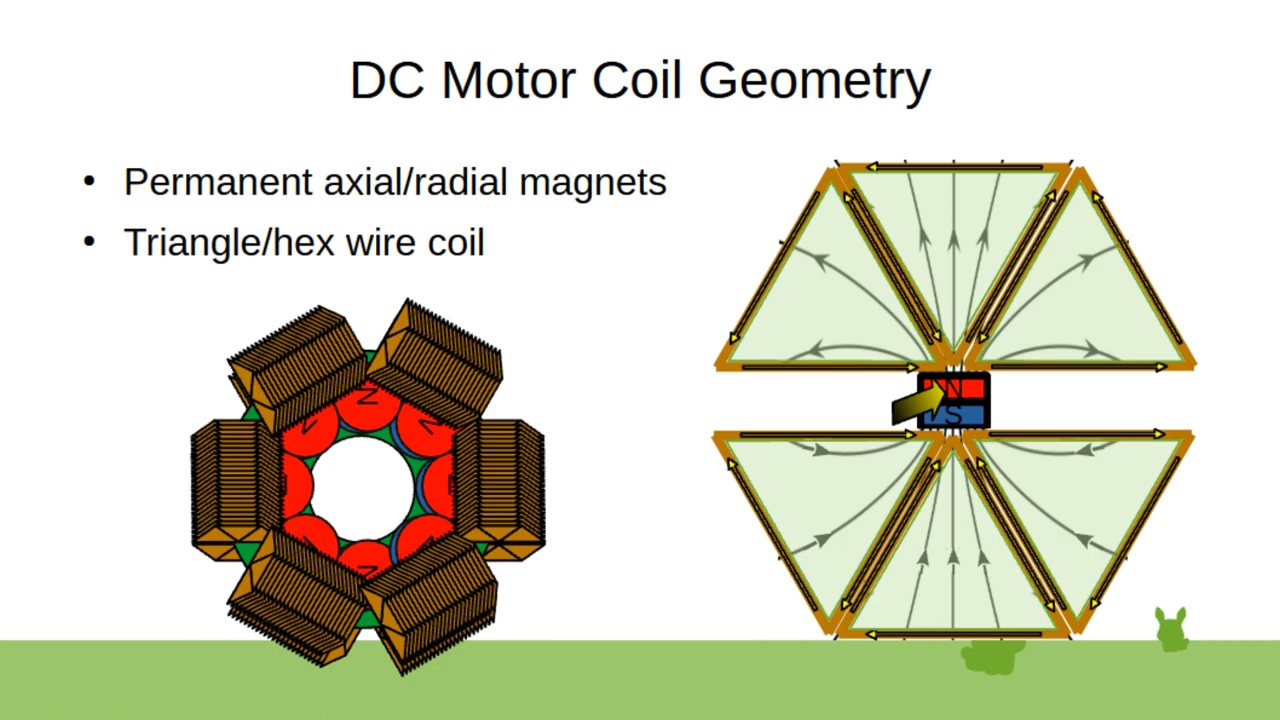 DC Motor Coil Geometry
• Permanent axial/radial magnets
• Triangle/hex wire coil
N
S
N
N
N
N